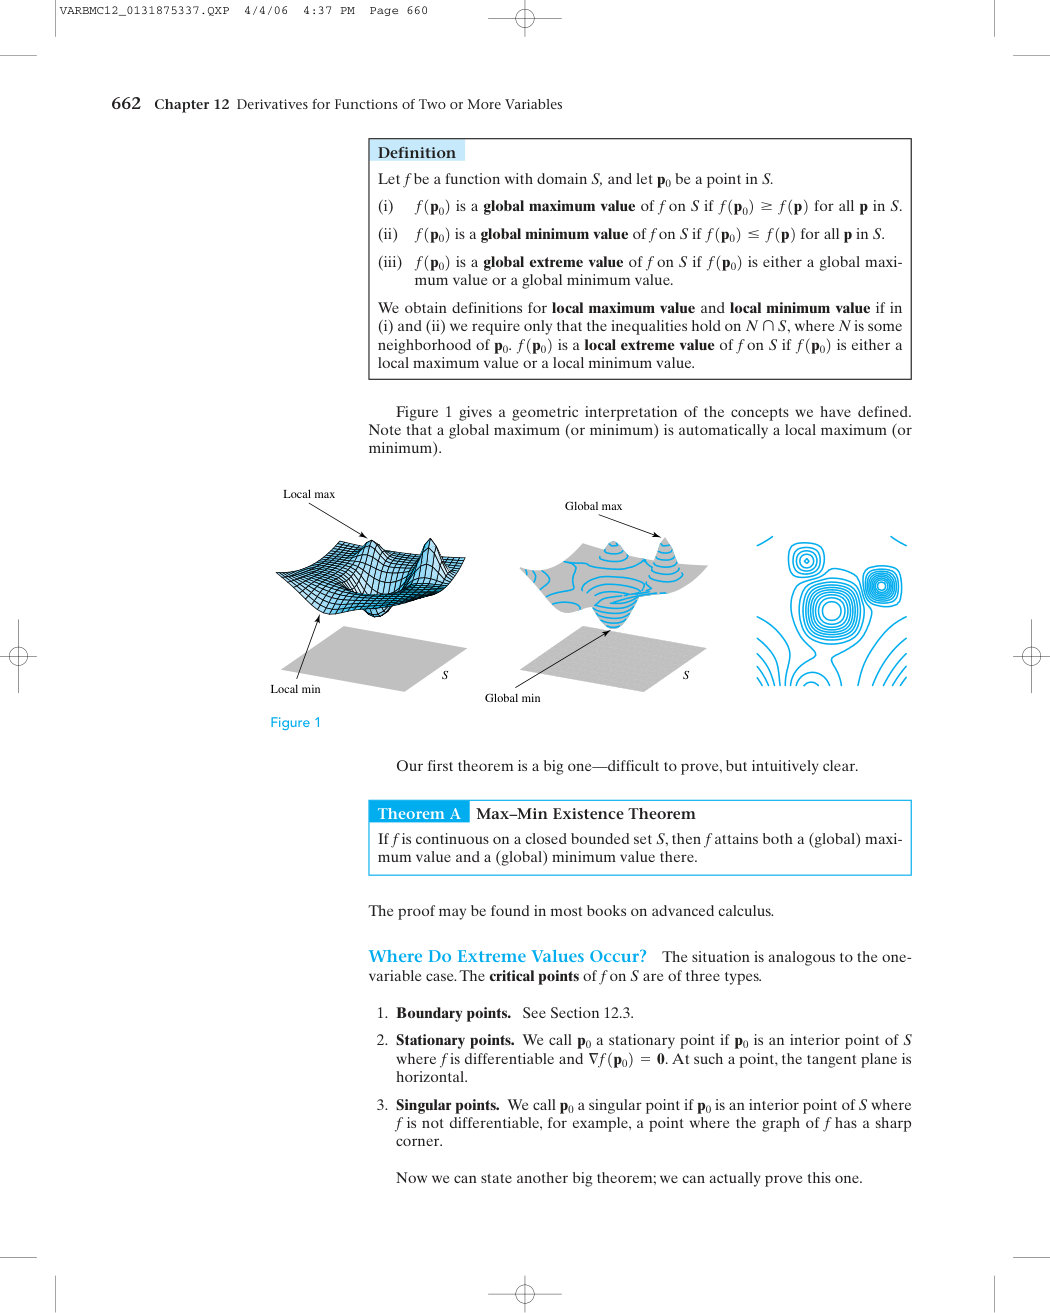 VARBMC12_0131875337.QXP 4/4/06 4:37 PM Page 660
662 Chapter 12 Derivatives for Functions of Two or More Variables
Definition
Let f be a function with domain S, and let p₀ be a point in S.
(i) f(p₀) is a global maximum value of f on S if f(p₀) ≥ f(p) for all p in S.
(ii) f(p₀) is a global minimum value of f on S if f(p₀) ≤ f(p) for all p in S.
(iii) f(p₀) is a global extreme value of f on S if f(p₀) is either a global maxi-
mum value or a global minimum value.
We obtain definitions for local maximum value and local minimum value if in
(i) and (ii) we require only that the inequalities hold on N ∩ S, where N is some
neighborhood of p₀. f(p₀) is a local extreme value of f on S if f(p₀) is either a
local maximum value or a local minimum value.
Figure 1 gives a geometric interpretation of the concepts we have defined.
Note that a global maximum (or minimum) is automatically a local maximum (or
minimum).
Local max
Global max
S
S
Local min
Global min
Figure 1
Our first theorem is a big one—difficult to prove, but intuitively clear.
Theorem A Max–Min Existence Theorem
If f is continuous on a closed bounded set S, then f attains both a (global) maxi-
mum value and a (global) minimum value there.
The proof may be found in most books on advanced calculus.
Where Do Extreme Values Occur? The situation is analogous to the one-
variable case. The critical points of f on S are of three types.
1. Boundary points. See Section 12.3.
2. Stationary points. We call p₀ a stationary point if p₀ is an interior point of S
where f is differentiable and ∇f(p₀) = 0. At such a point, the tangent plane is
horizontal.
3. Singular points. We call p₀ a singular point if p₀ is an interior point of S where
f is not differentiable, for example, a point where the graph of f has a sharp
corner.
Now we can state another big theorem; we can actually prove this one.